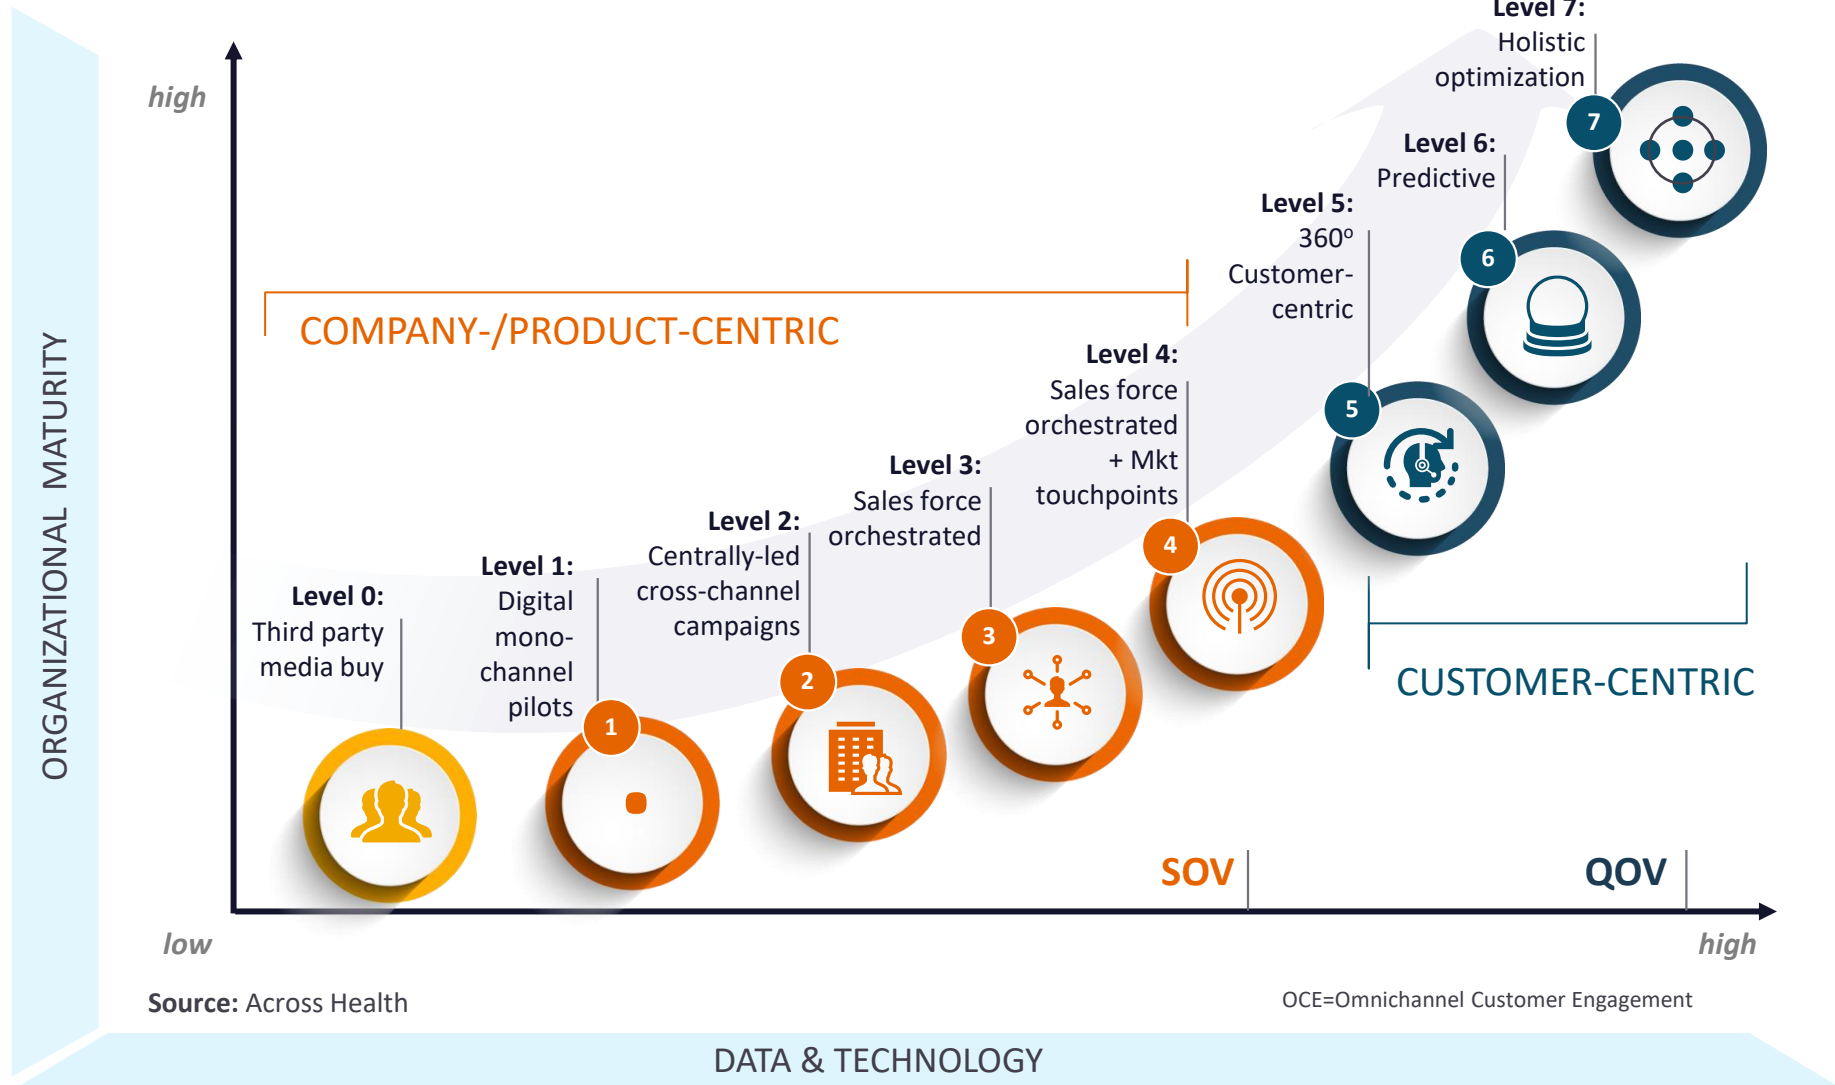 Level 7:
Holistic
optimization
7
high
Level 6:
Predictive
6
Level 5:
360º
Customer-
centric
5
COMPANY-/PRODUCT-CENTRIC
Level 4:
Sales force
orchestrated
+ Mkt
touchpoints
4
Level 3:
Sales force
orchestrated
3
Level 2:
Centrally-led
cross-channel
campaigns
2
Level 1:
Digital
mono-
channel
pilots
1
Level 0:
Third party
media buy
CUSTOMER-CENTRIC
ORGANIZATIONAL MATURITY
SOV
QOV
low
high
Source: Across Health
OCE=Omnichannel Customer Engagement
DATA & TECHNOLOGY